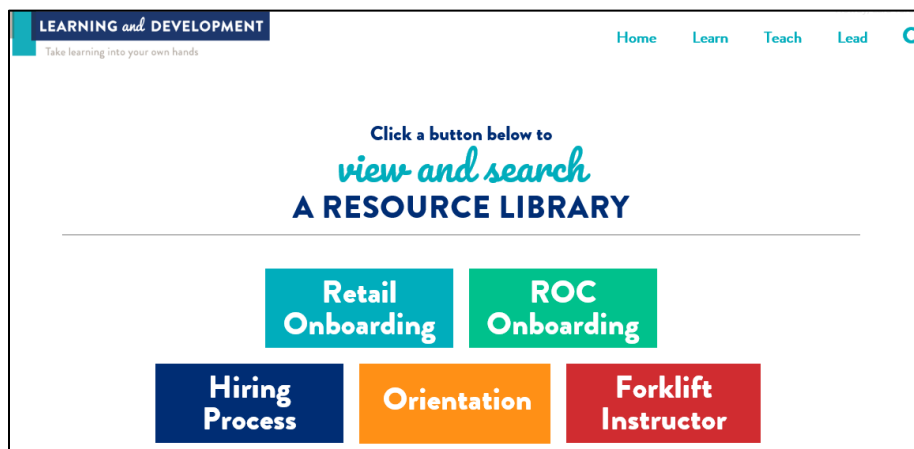 LEARNING and DEVELOPMENT
Take learning into your own hands
Home Learn Teach Lead
Click a button below to
view and search
A RESOURCE LIBRARY
Retail
Onboarding
ROC
Onboarding
Hiring
Process
Orientation
Forklift
Instructor